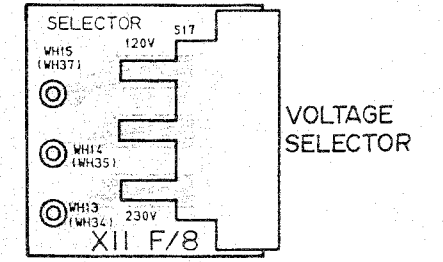 SELECTOR
S17
120V
WH15
(WH37)
WH14
(WH35)
WH13
(WH34)
230V
XII F/8
VOLTAGE
SELECTOR